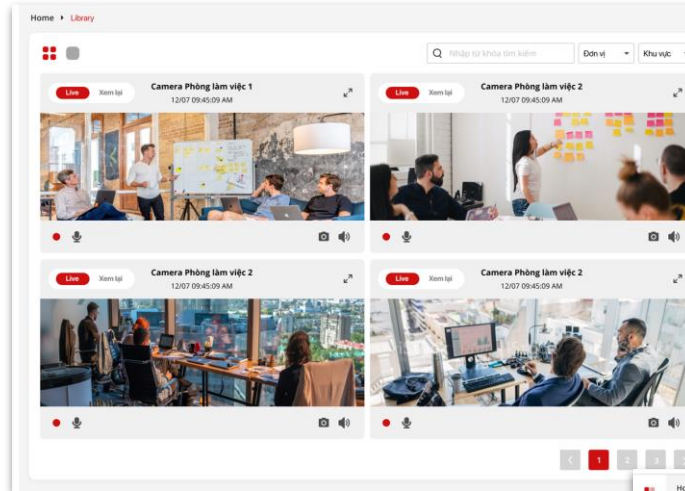 Home Library
Nhập từ khóa tìm kiếm Đơn vị Khu vực
Live Xem lại Camera Phòng làm việc 1
12/07 09:45:09 AM
Live Xem lại Camera Phòng làm việc 2
12/07 09:45:09 AM
Live Xem lại Camera Phòng làm việc 2
12/07 09:45:09 AM
Live Xem lại Camera Phòng làm việc 2
12/07 09:45:09 AM
1 2 3